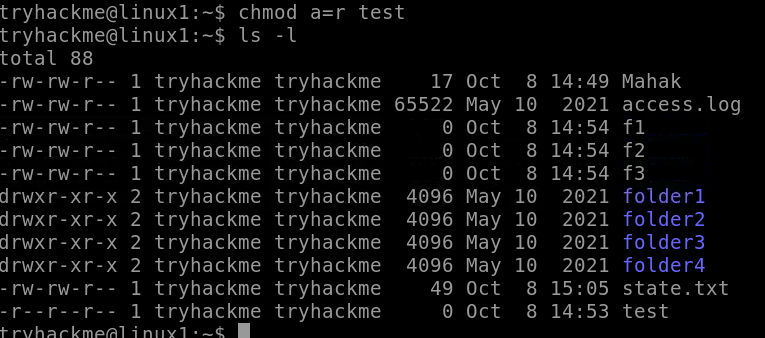 tryhackme@linux1:~$ chmod a=r test
tryhackme@linux1:~$ ls -l
total 88
-rw-rw-r-- 1 tryhackme tryhackme    17 Oct  8 14:49 Mahak
-rw-rw-r-- 1 tryhackme tryhackme 65522 May 10  2021 access.log
-rw-rw-r-- 1 tryhackme tryhackme     0 Oct  8 14:54 f1
-rw-rw-r-- 1 tryhackme tryhackme     0 Oct  8 14:54 f2
-rw-rw-r-- 1 tryhackme tryhackme     0 Oct  8 14:54 f3
drwxr-xr-x 2 tryhackme tryhackme  4096 May 10  2021 folder1
drwxr-xr-x 2 tryhackme tryhackme  4096 May 10  2021 folder2
drwxr-xr-x 2 tryhackme tryhackme  4096 May 10  2021 folder3
drwxr-xr-x 2 tryhackme tryhackme  4096 May 10  2021 folder4
-rw-rw-r-- 1 tryhackme tryhackme    49 Oct  8 15:05 state.txt
-r--r--r-- 1 tryhackme tryhackme     0 Oct  8 14:53 test
tryhackme@linux1:~$